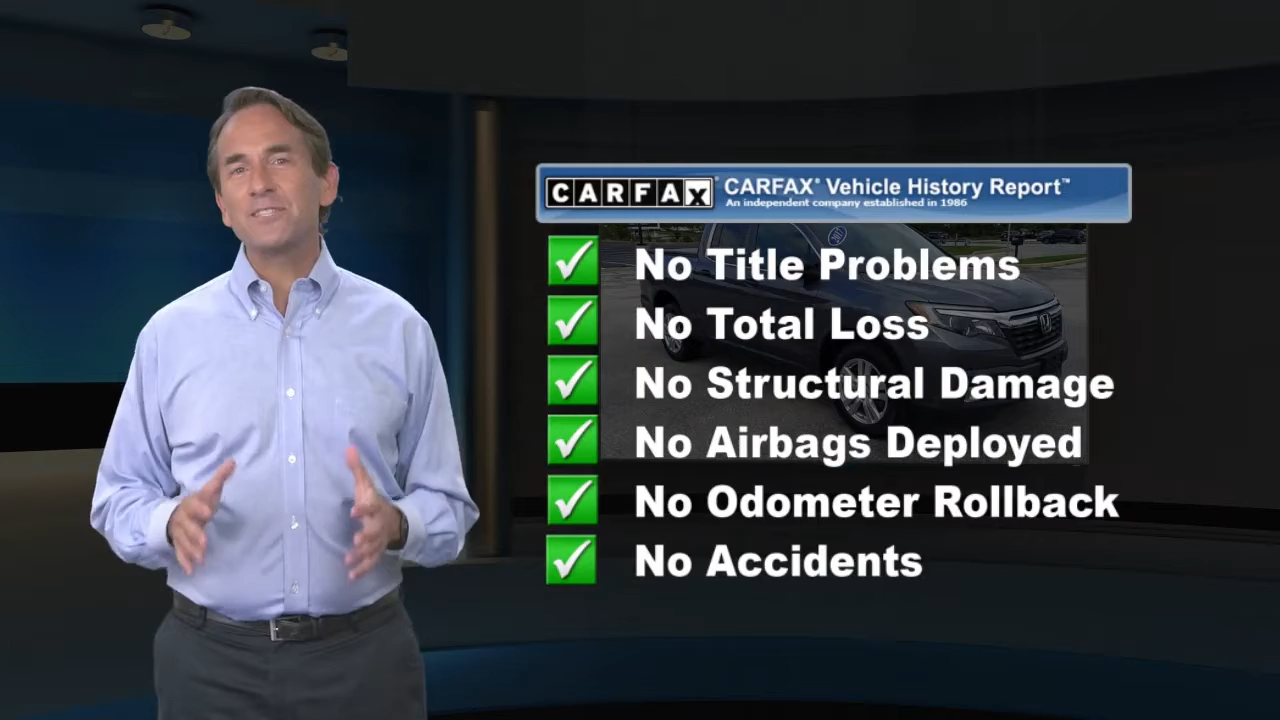 CARFAX CARFAX® Vehicle History Report™
An independent company established in 1986
No Title Problems
No Total Loss
No Structural Damage
No Airbags Deployed
No Odometer Rollback
No Accidents